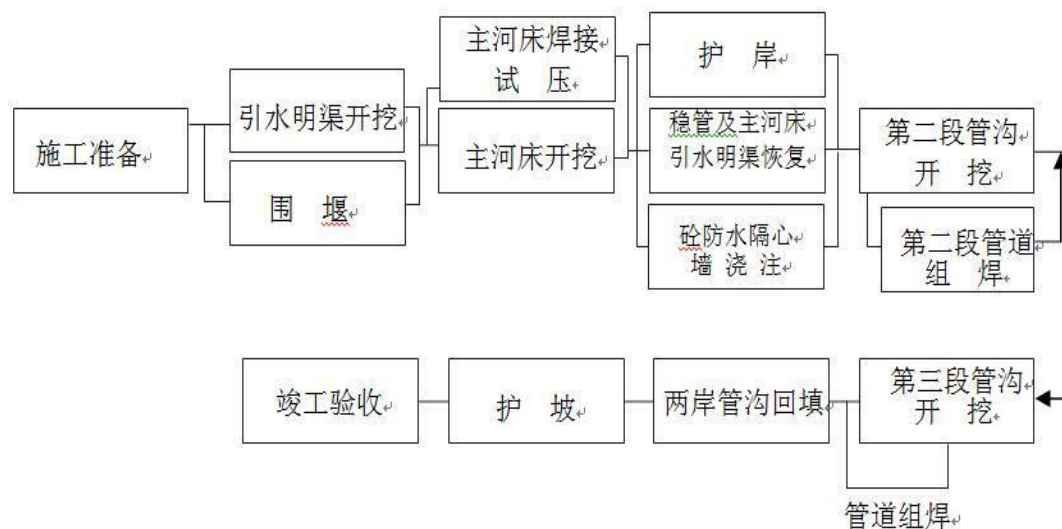 施工准备
引水明渠开挖
围 堰
主河床焊接
试 压
主河床开挖
护 岸
稳管及主河床
引水明渠恢复
砼防水隔心
墙 浇 注
第二段管沟
开 挖
第二段管道
组 焊
竣工验收
护 坡
两岸管沟回填
第三段管沟
开 挖
管道组焊